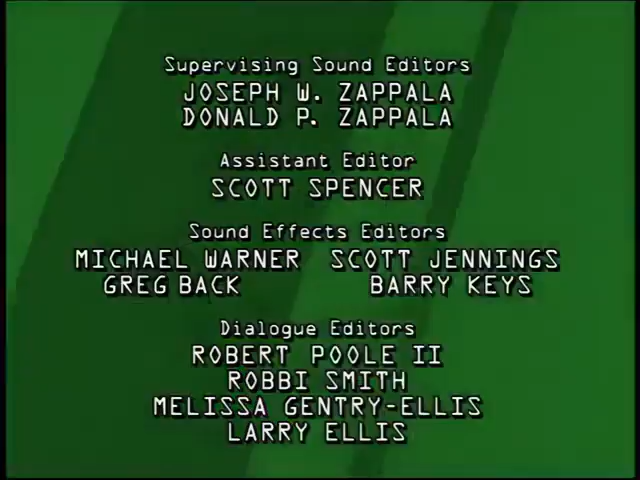 Supervising Sound Editors
JOSEPH W. ZAPPALA
DONALD P. ZAPPALA
Assistant Editor
SCOTT SPENCER
Sound Effects Editors
MICHAEL WARNER SCOTT JENNINGS
GREG BACK BARRY KEYS
Dialogue Editors
ROBERT POOLE II
ROBBI SMITH
MELISSA GENTRY-ELLIS
LARRY ELLIS